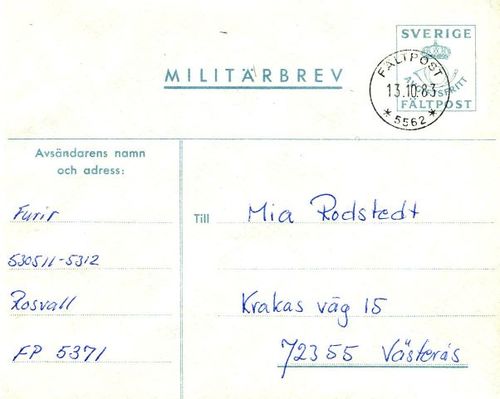 SVERIGE
FÄLTPOST
MILITÄRBREV
FÄLTPOST
13.10.83
* 5562 *
Avsändarens namn
och adress:
Furir
530511-5312
Rosvall
FP 5371
Till
Mia Rodstedt
Krakas väg 15
72355 Västerås